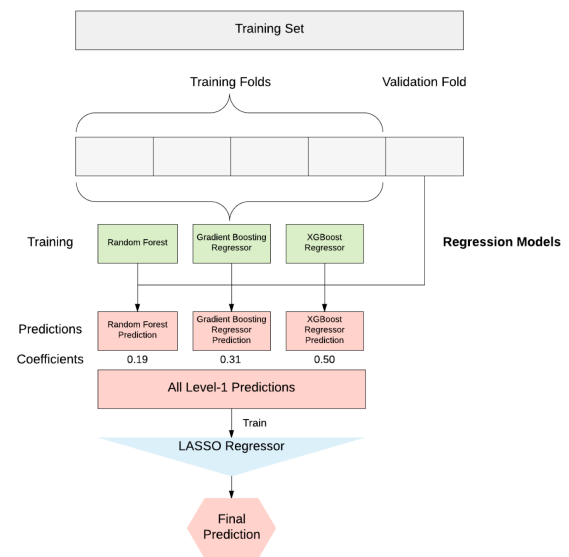 Training Set
Training Folds
Validation Fold
Training
Random Forest
Gradient Boosting
Regressor
XGBoost
Regressor
Regression Models
Predictions
Random Forest
Prediction
Gradient Boosting
Regressor
Prediction
XGBoost
Regressor
Prediction
Coefficients
0.19
0.31
0.50
All Level-1 Predictions
Train
LASSO Regressor
Final
Prediction